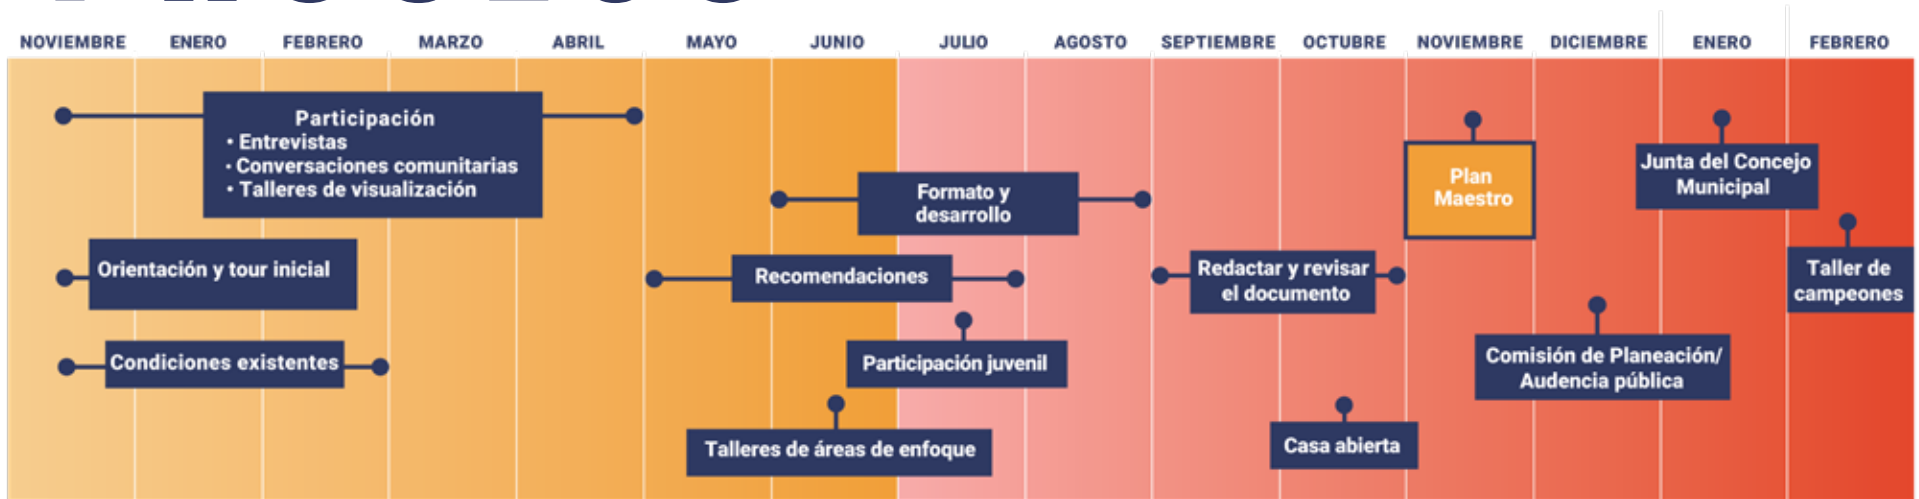 NOVIEMBRE ENERO FEBRERO MARZO ABRIL MAYO JUNIO JULIO AGOSTO SEPTIEMBRE OCTUBRE NOVIEMBRE DICIEMBRE ENERO FEBRERO
Participación
• Entrevistas
• Conversaciones comunitarias
• Talleres de visualización
Orientación y tour inicial
Condiciones existentes
Formato y
desarrollo
Recomendaciones
Participación juvenil
Talleres de áreas de enfoque
Redactar y revisar
el documento
Casa abierta
Plan
Maestro
Comisión de Planeación/
Audencia pública
Junta del Concejo
Municipal
Taller de
campeones